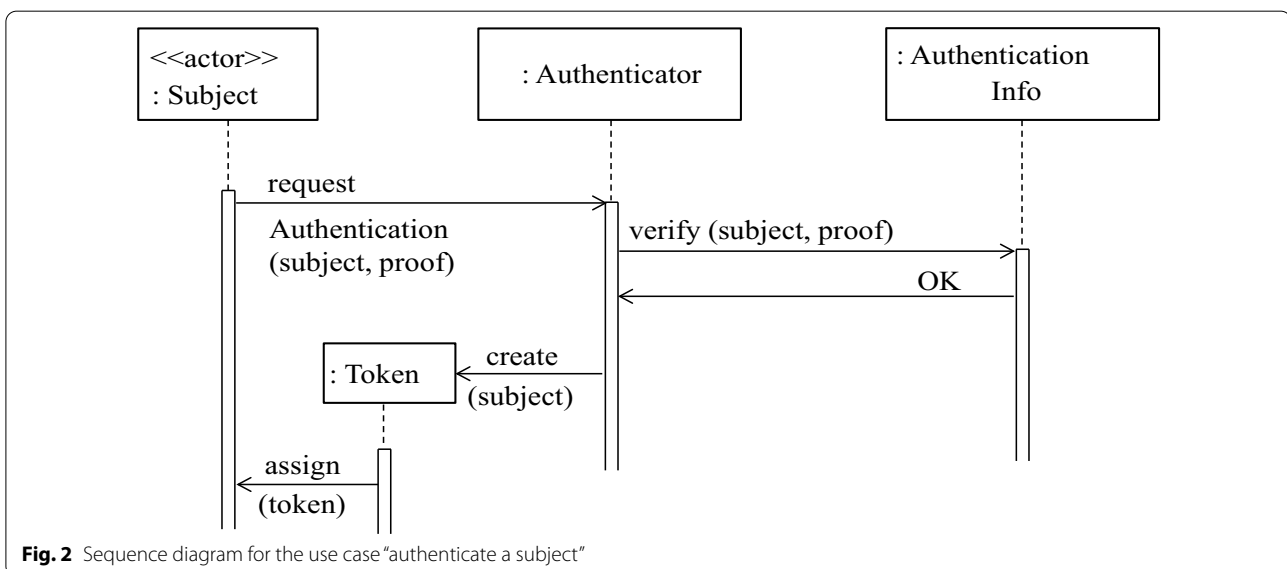 <<actor>>
: Subject
: Authenticator
: Authentication
Info
request
Authentication
(subject, proof)
verify (subject, proof)
OK
: Token
create
(subject)
assign
(token)
Fig. 2 Sequence diagram for the use case “authenticate a subject”